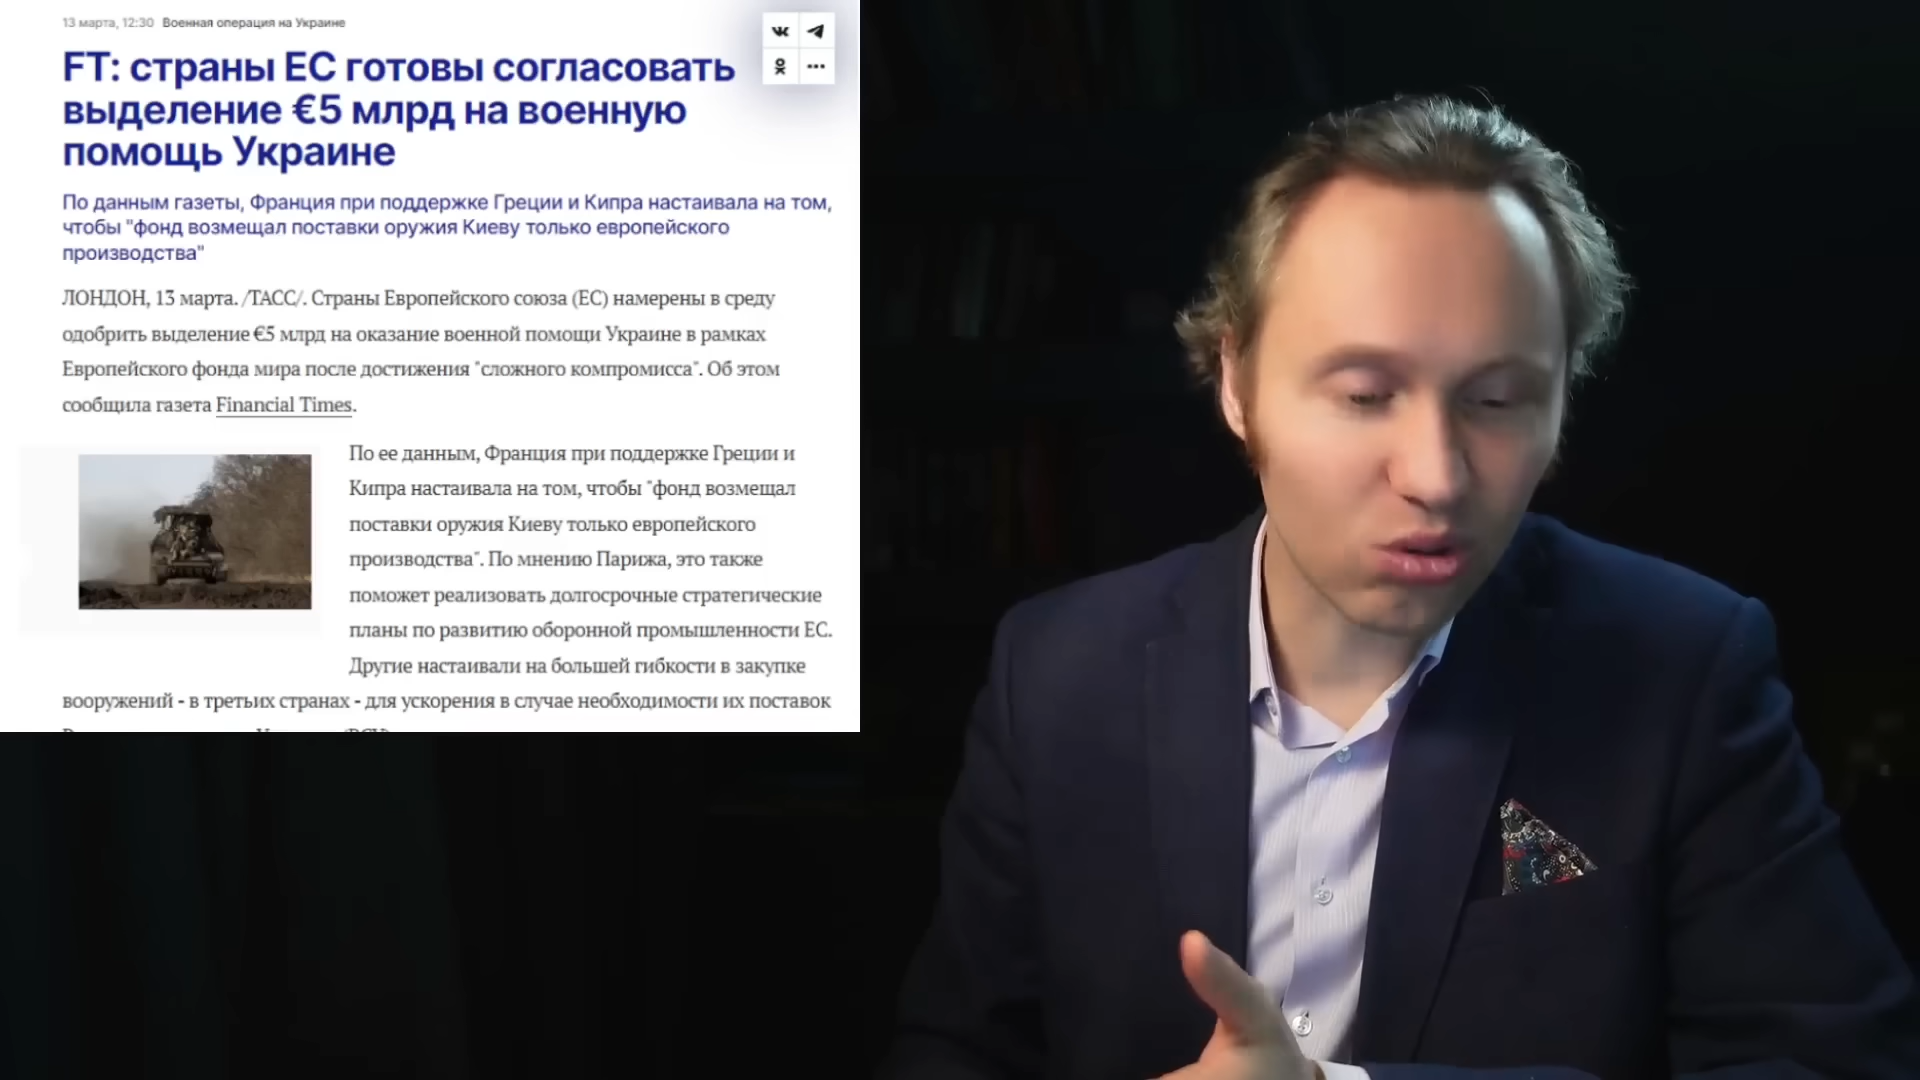 13 марта, 12:30 Военная операция на Украине
FT: страны ЕС готовы согласовать
выделение €5 млрд на военную
помощь Украине
По данным газеты, Франция при поддержке Греции и Кипра настаивала на том,
чтобы "фонд возмещал поставки оружия Киеву только европейского
производства"
ЛОНДОН, 13 марта. /ТАСС/. Страны Европейского союза (ЕС) намерены в среду
одобрить выделение €5 млрд на оказание военной помощи Украине в рамках
Европейского фонда мира после достижения "сложного компромисса". Об этом
сообщила газета Financial Times.
По ее данным, Франция при поддержке Греции и
Кипра настаивала на том, чтобы "фонд возмещал
поставки оружия Киеву только европейского
производства". По мнению Парижа, это также
поможет реализовать долгосрочные стратегические
планы по развитию оборонной промышленности ЕС.
Другие настаивали на большей гибкости в закупке
вооружений - в третьих странах - для ускорения в случае необходимости их поставок